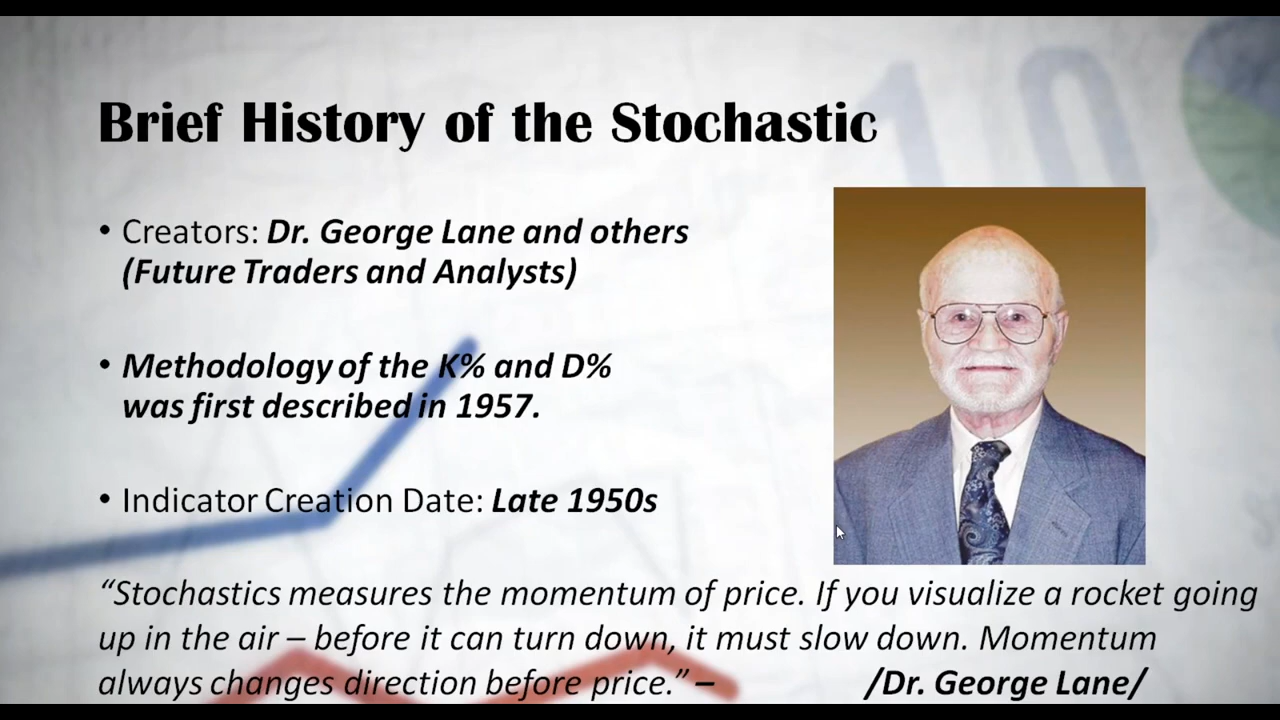 Brief History of the Stochastic
• Creators: Dr. George Lane and others
(Future Traders and Analysts)
• Methodology of the K% and D%
was first described in 1957.
• Indicator Creation Date: Late 1950s
“Stochastics measures the momentum of price. If you visualize a rocket going
up in the air – before it can turn down, it must slow down. Momentum
always changes direction before price.” – /Dr. George Lane/
10